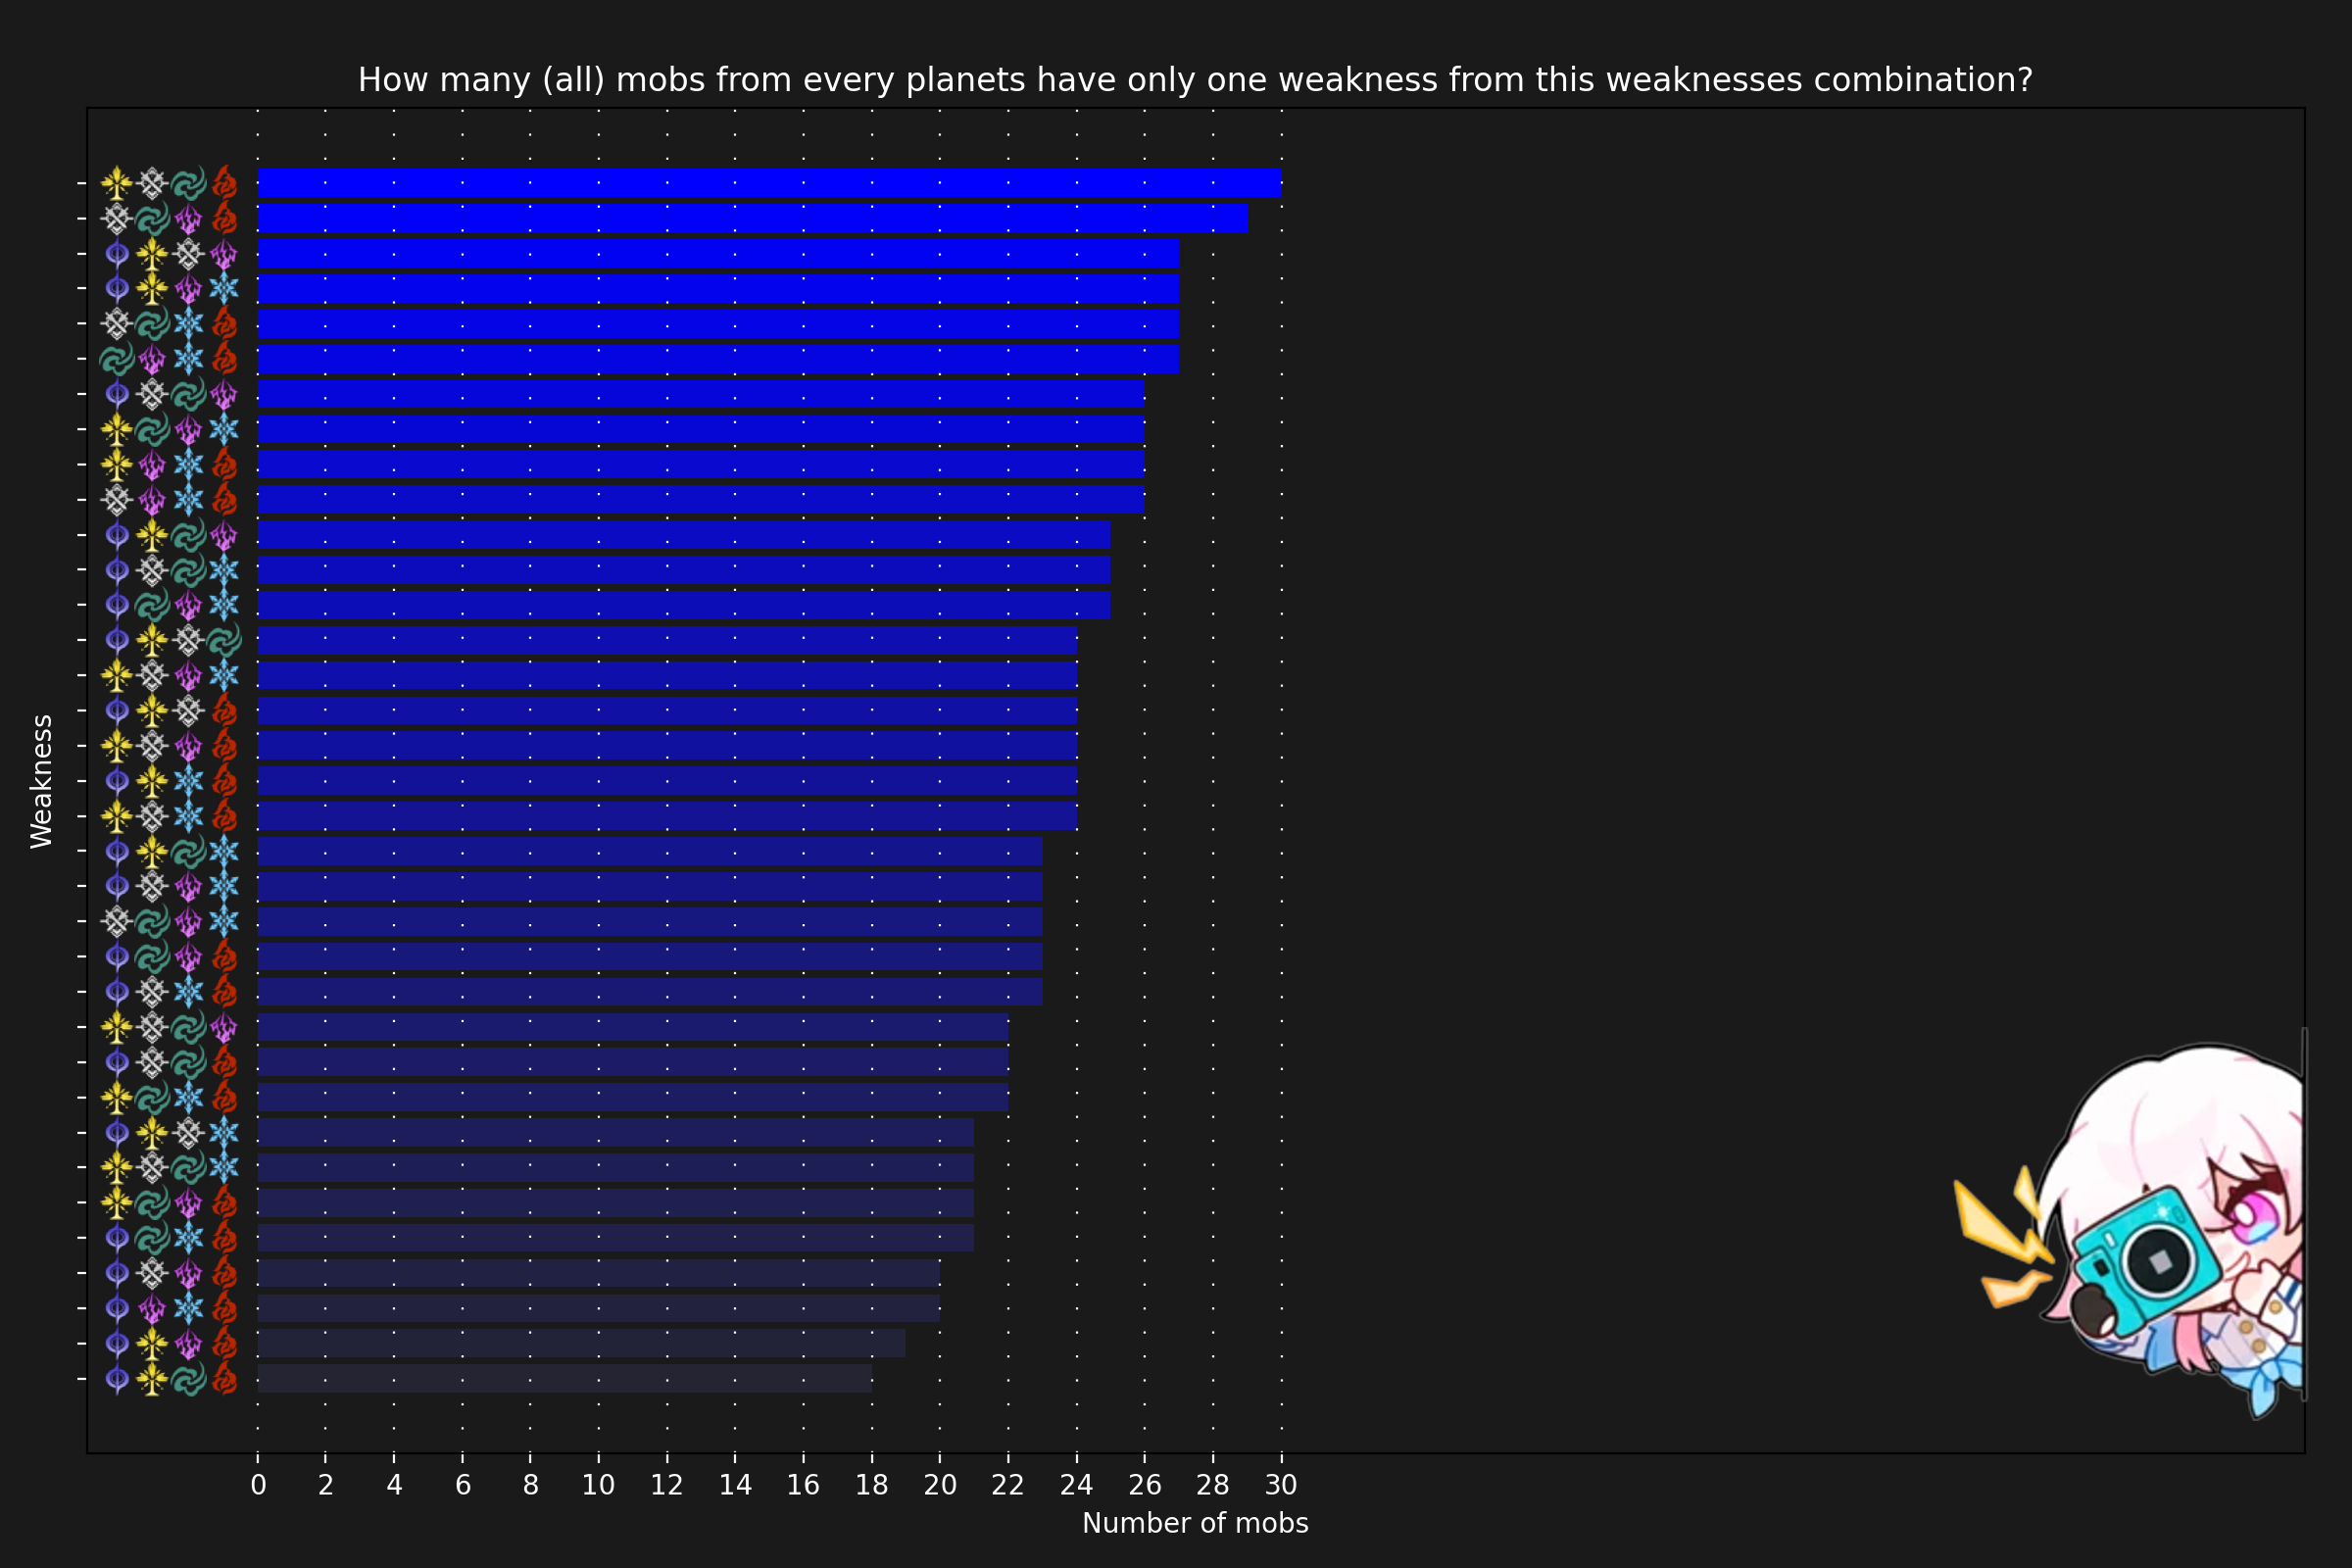 How many (all) mobs from every planets have only one weakness from this weaknesses combination?
Weakness
0 2 4 6 8 10 12 14 16 18 20 22 24 26 28 30
Number of mobs